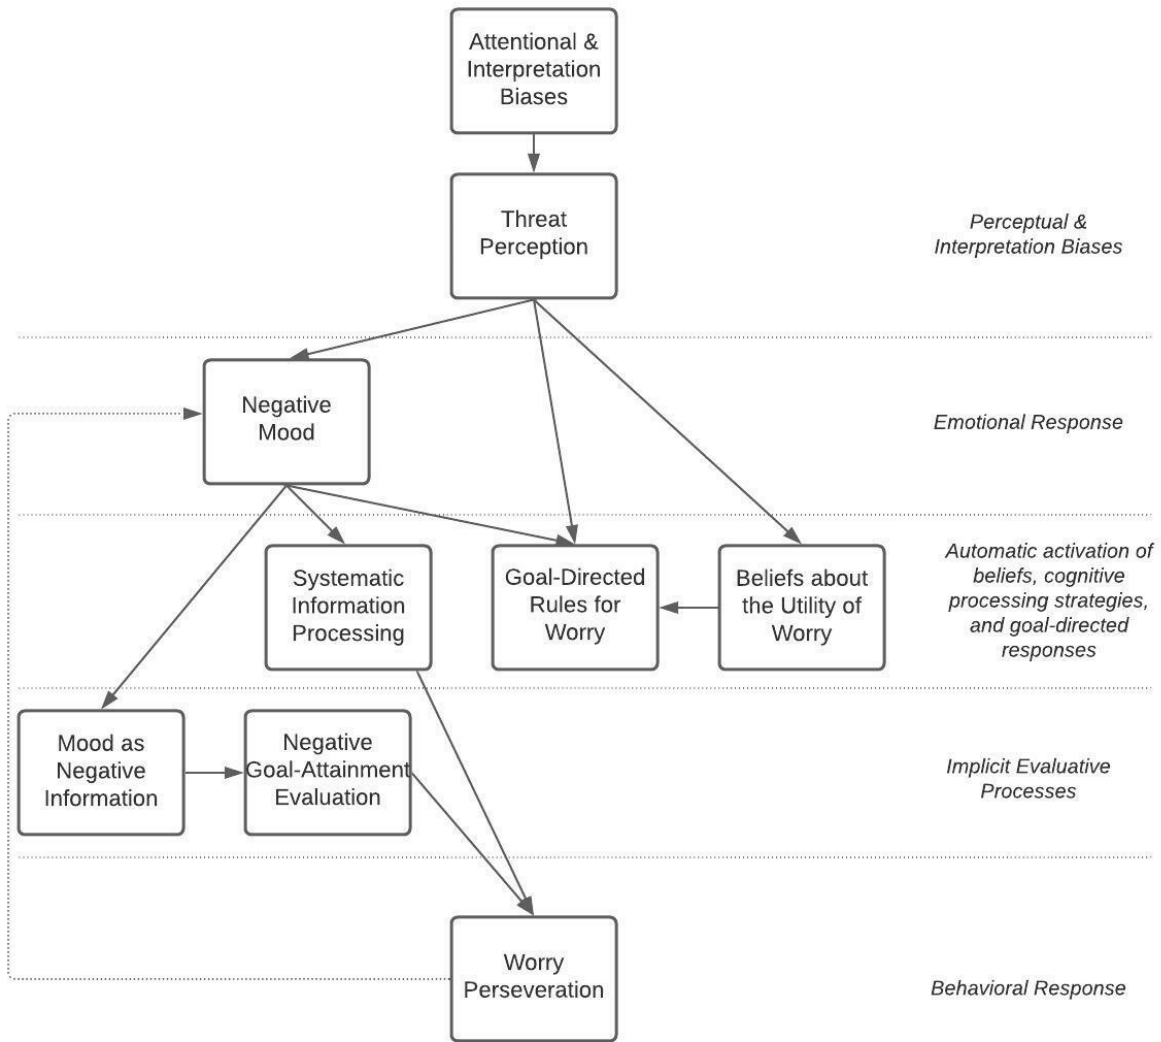 Attentional &
Interpretation
Biases
Threat
Perception
Perceptual &
Interpretation Biases
Negative
Mood
Emotional Response
Systematic
Information
Processing
Goal-Directed
Rules for
Worry
Beliefs about
the Utility of
Worry
Automatic activation of
beliefs, cognitive
processing strategies,
and goal-directed
responses
Mood as
Negative
Information
Negative
Goal-Attainment
Evaluation
Implicit Evaluative
Processes
Worry
Perseveration
Behavioral Response